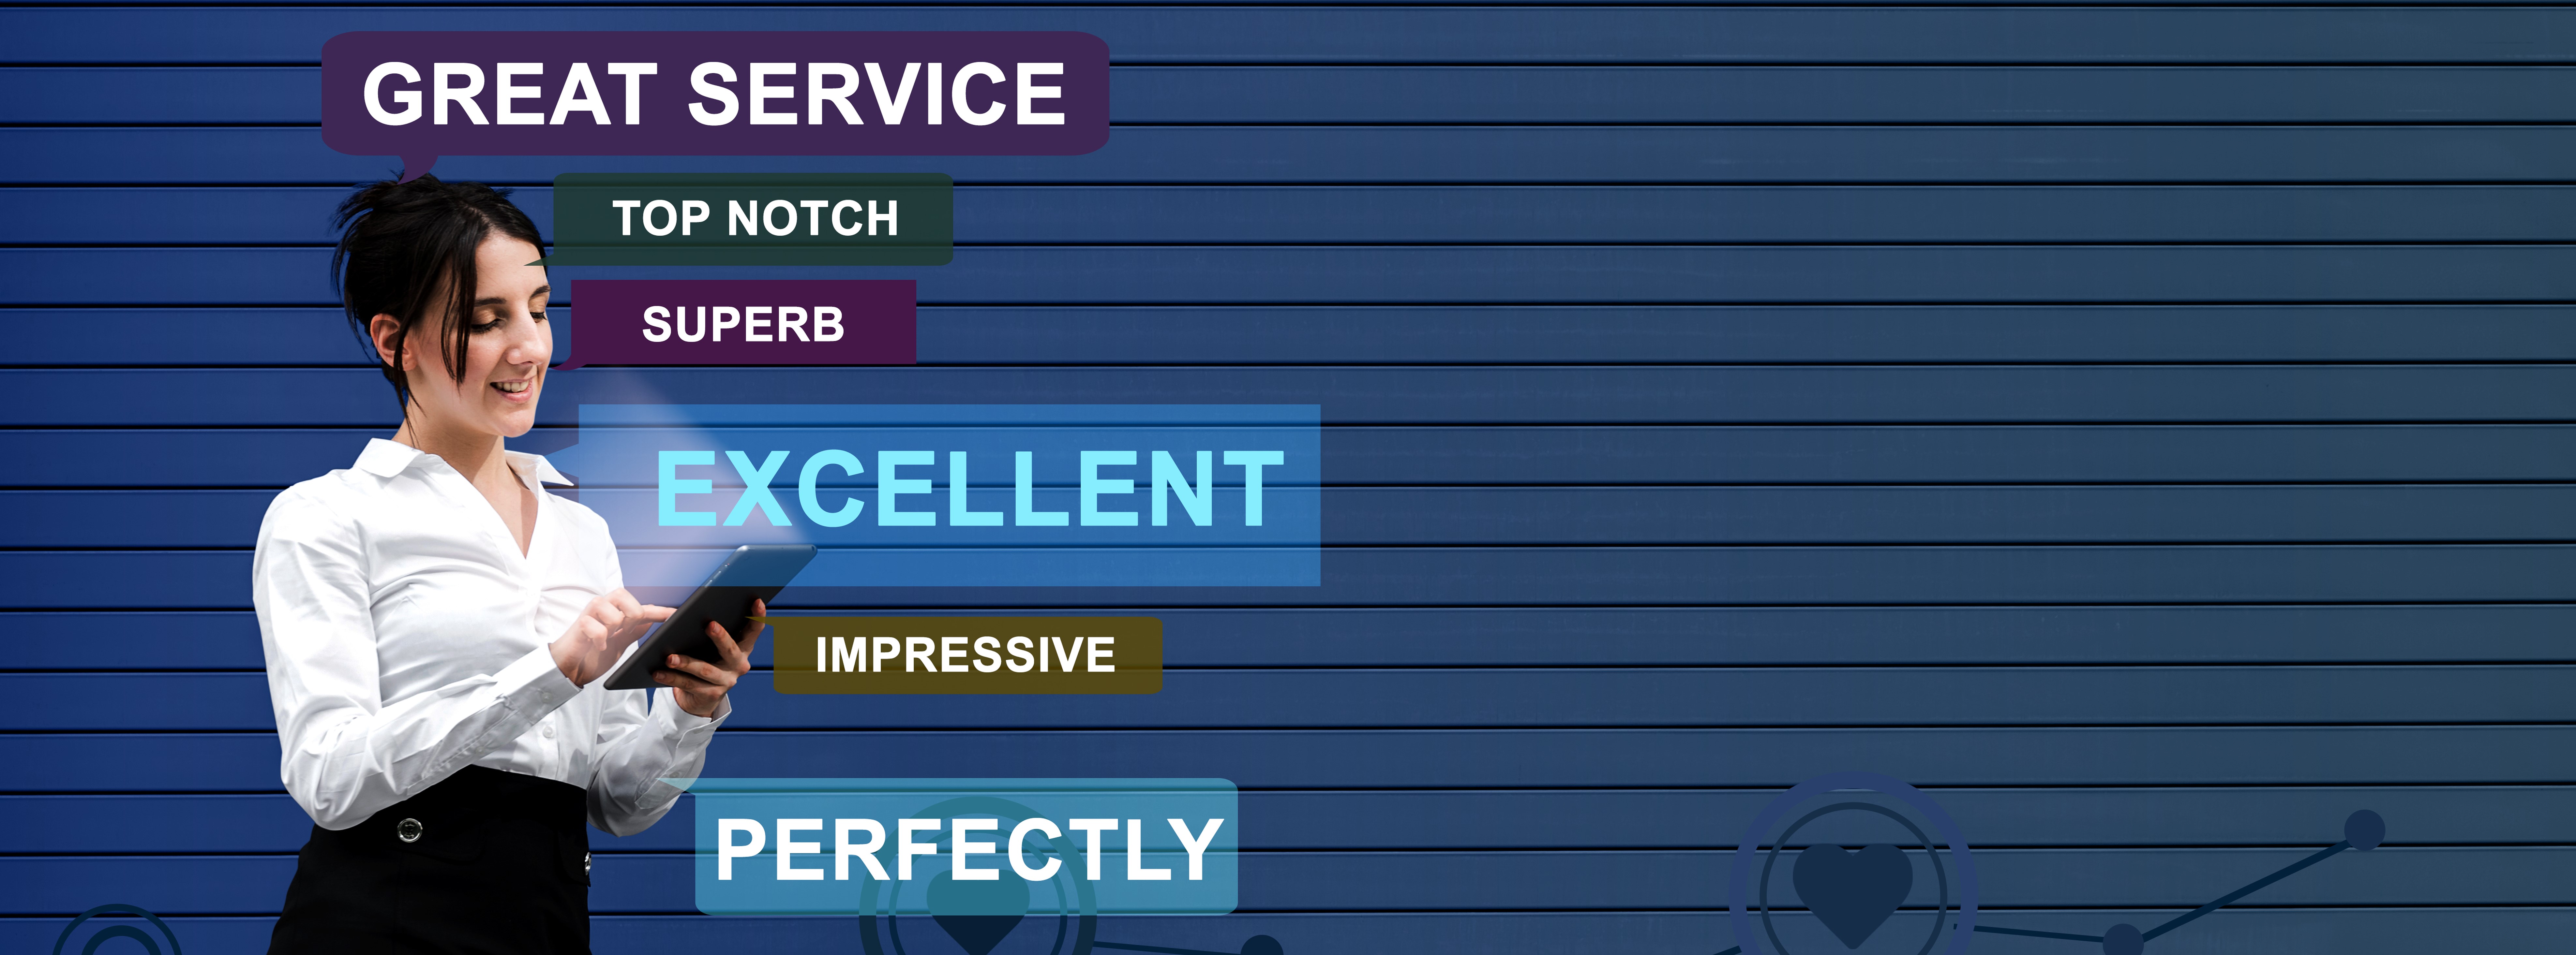 GREAT SERVICE
TOP NOTCH
SUPERB
EXCELLENT
IMPRESSIVE
PERFECTLY